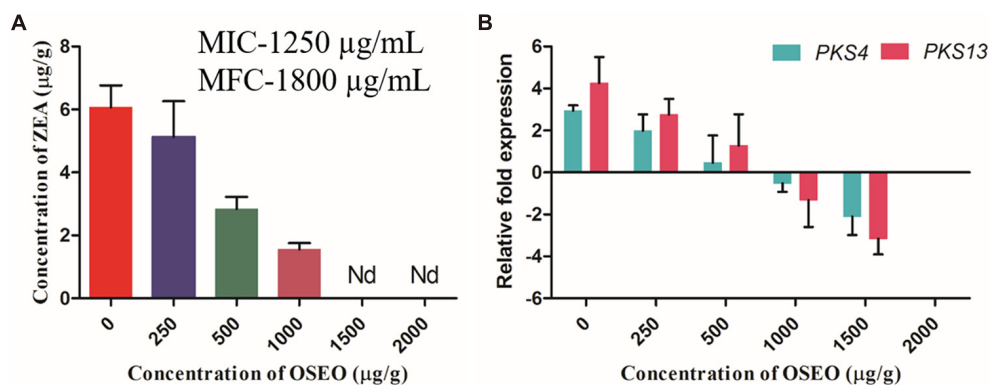 A
MIC-1250 µg/mL
MFC-1800 µg/mL
Concentration of ZEA (µg/g)
8
6
4
2
0
Nd
Nd
0
250
500
1000
1500
2000
Concentration of OSEO (µg/g)
B
PKS4
PKS13
Relative fold expression
6
4
2
0
-2
-4
-6
0
250
500
1000
1500
2000
Concentration of OSEO (µg/g)